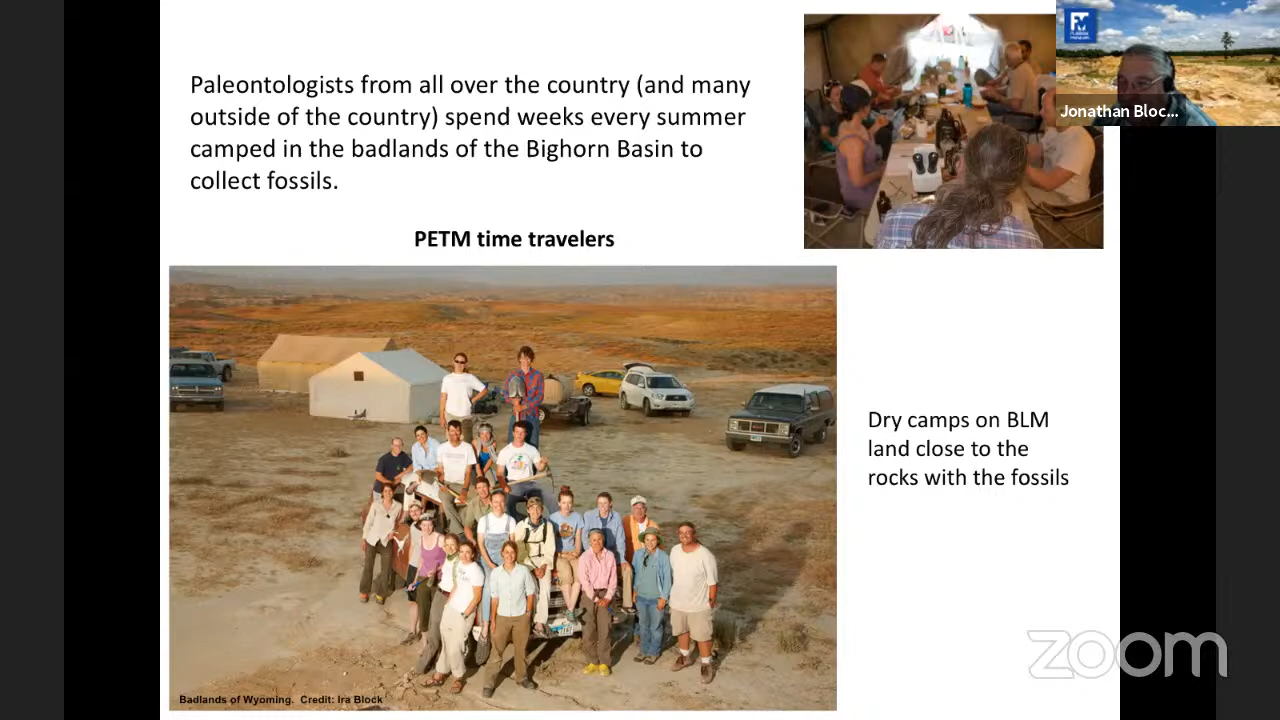 Paleontologists from all over the country (and many
outside of the country) spend weeks every summer
camped in the badlands of the Bighorn Basin to
collect fossils.
Jonathan Bloc...
PETM time travelers
Dry camps on BLM
land close to the
rocks with the fossils
Badlands of Wyoming. Credit: Ira Block
zoom